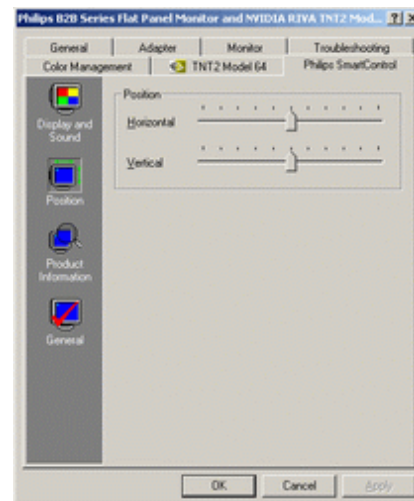 Philips B2B Series Flat Panel Monitor and NVIDIA RIVA TNT2 Mod...
General Adapter Monitor Troubleshooting
Color Management TNT2 Model 64 Philips SmartControl
Display and
Sound
Position
Product
Information
General
Position
Horizontal
Vertical
OK Cancel Apply